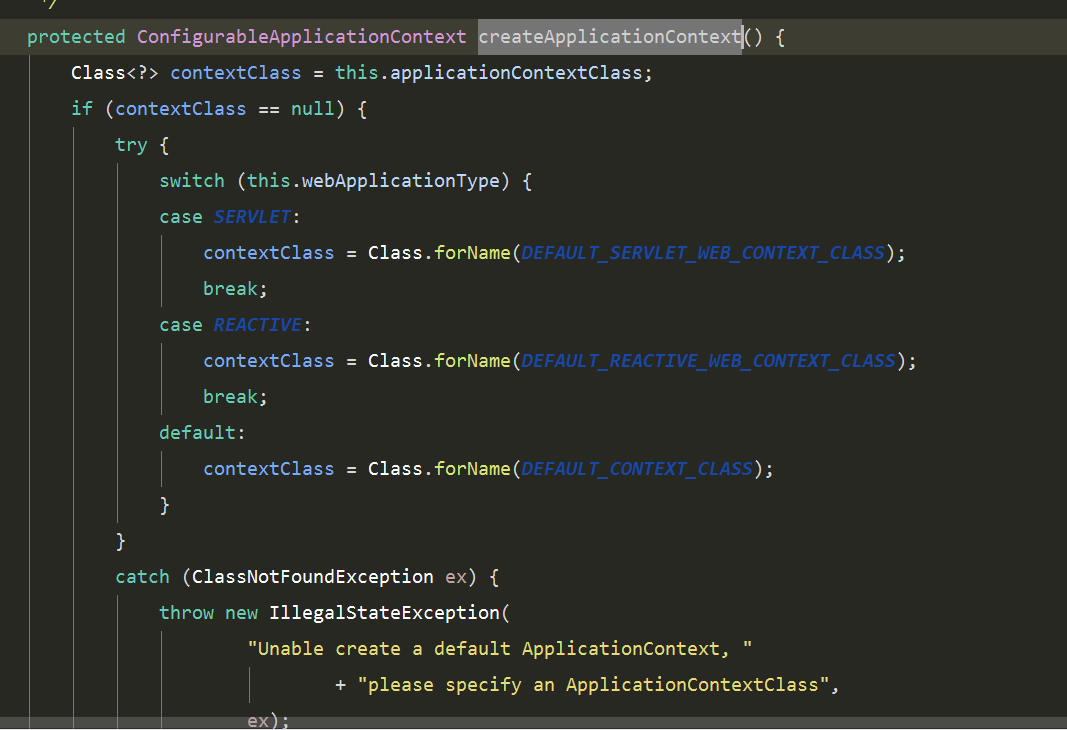 */
protected ConfigurableApplicationContext createApplicationContext() {
Class<?> contextClass = this.applicationContextClass;
if (contextClass == null) {
try {
switch (this.webApplicationType) {
case SERVLET:
contextClass = Class.forName(DEFAULT_SERVLET_WEB_CONTEXT_CLASS);
break;
case REACTIVE:
contextClass = Class.forName(DEFAULT_REACTIVE_WEB_CONTEXT_CLASS);
break;
default:
contextClass = Class.forName(DEFAULT_CONTEXT_CLASS);
}
}
catch (ClassNotFoundException ex) {
throw new IllegalStateException(
"Unable create a default ApplicationContext, "
+ "please specify an ApplicationContextClass",
ex);